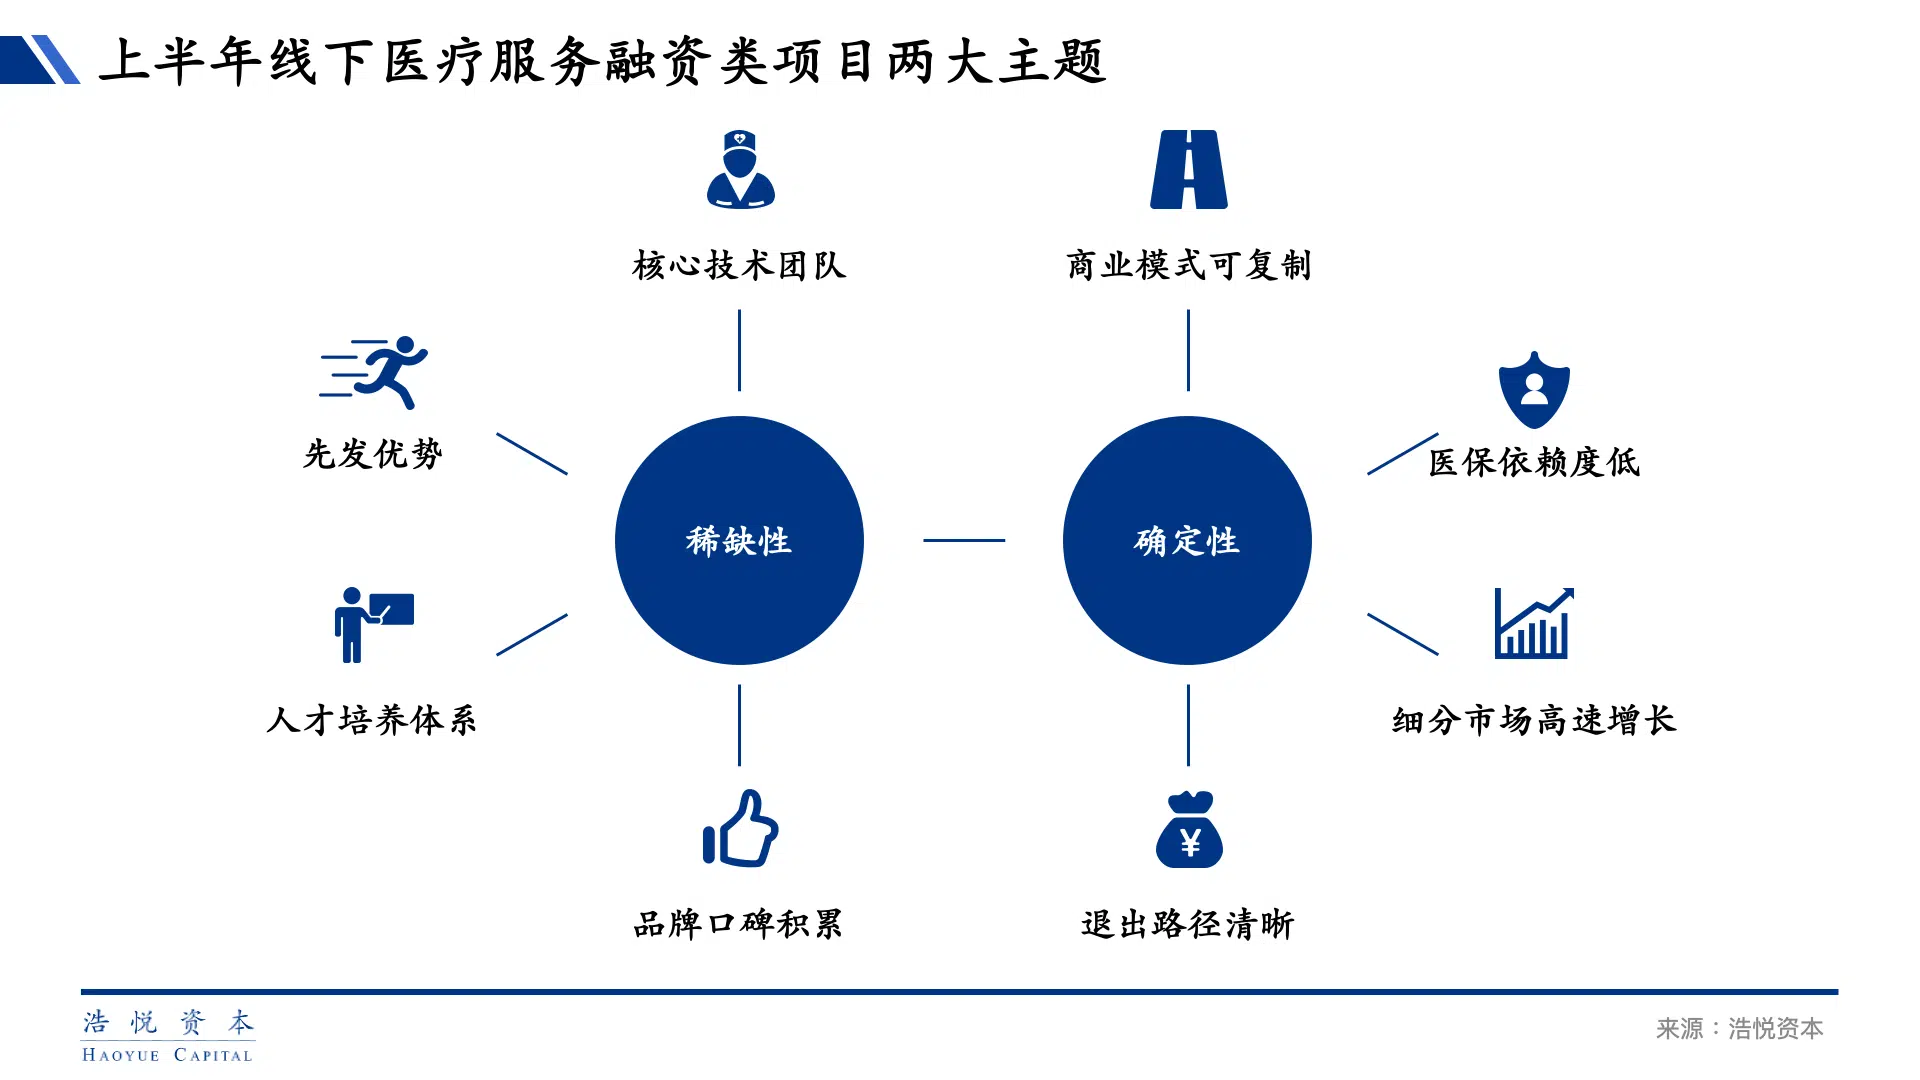 上半年线下医疗服务融资类项目两大主题
核心技术团队
商业模式可复制
先发优势
医保依赖度低
稀缺性
确定性
人才培养体系
细分市场高速增长
¥
品牌口碑积累
退出路径清晰
浩悦资本
HAOYUE CAPITAL
来源：浩悦资本